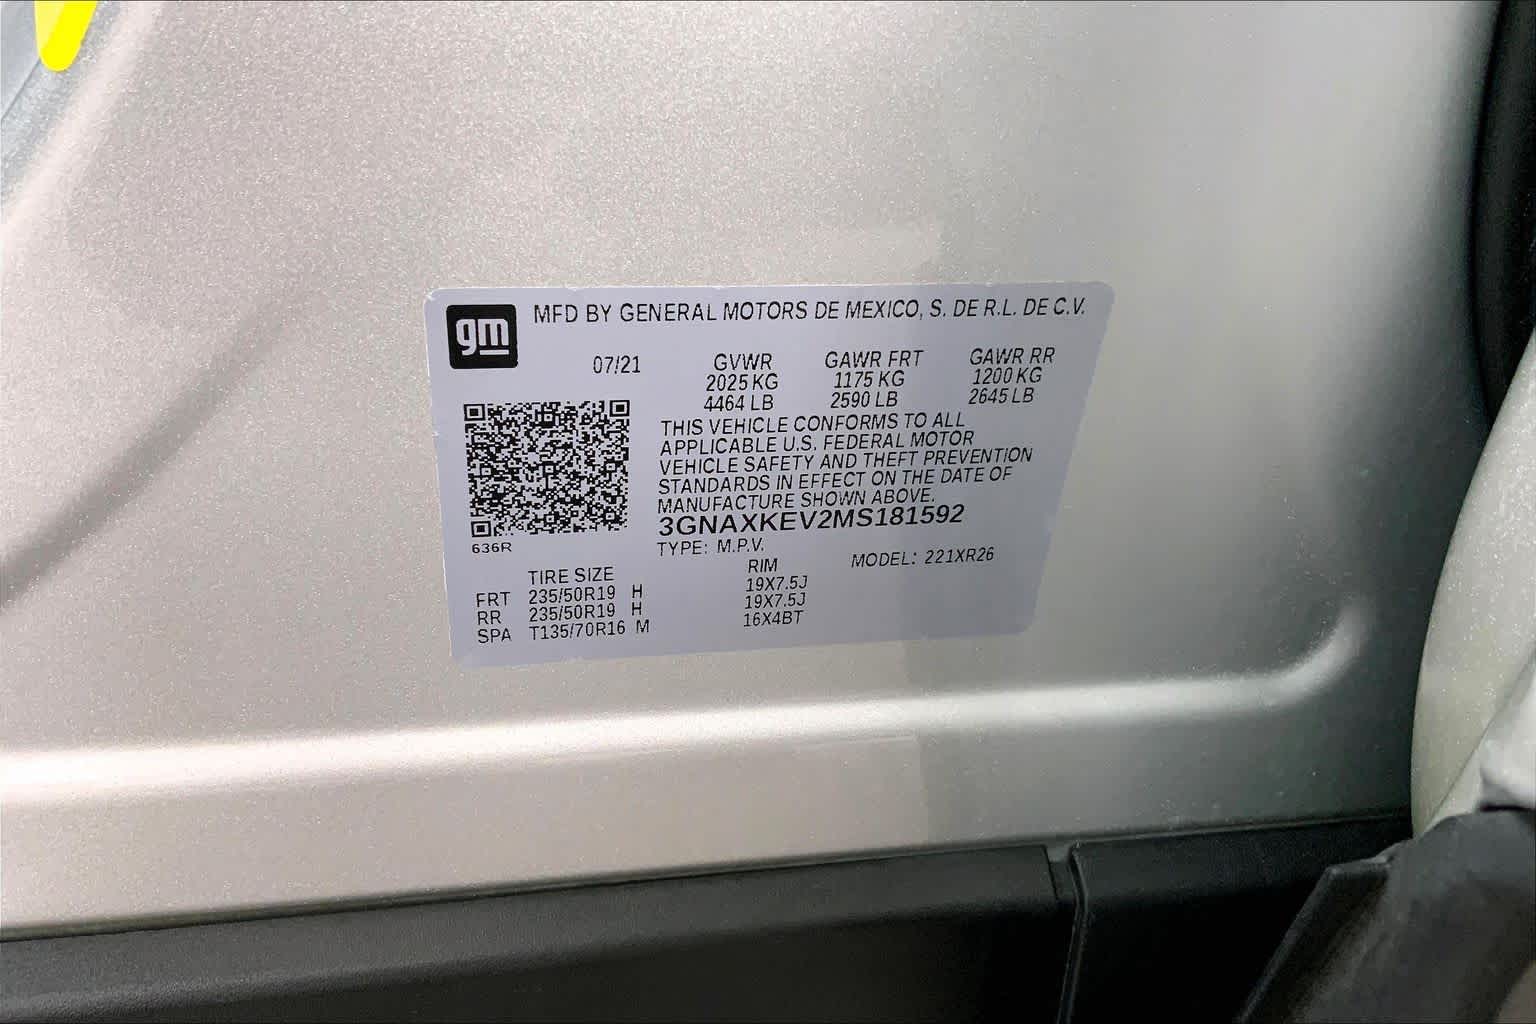 gm MFD BY GENERAL MOTORS DE MEXICO, S. DE R.L. DE C.V.
07/21 GVWR GAWR FRT GAWR RR
2025 KG 1175 KG 1200 KG
4464 LB 2590 LB 2645 LB
THIS VEHICLE CONFORMS TO ALL
APPLICABLE U.S. FEDERAL MOTOR
VEHICLE SAFETY AND THEFT PREVENTION
STANDARDS IN EFFECT ON THE DATE OF
MANUFACTURE SHOWN ABOVE.
3GNAXKEV2MS181592
636R TYPE: M.P.V. MODEL: 221XR26
TIRE SIZE RIM
FRT 235/50R19 H 19X7.5J
RR 235/50R19 H 19X7.5J
SPA T135/70R16 M 16X4BT